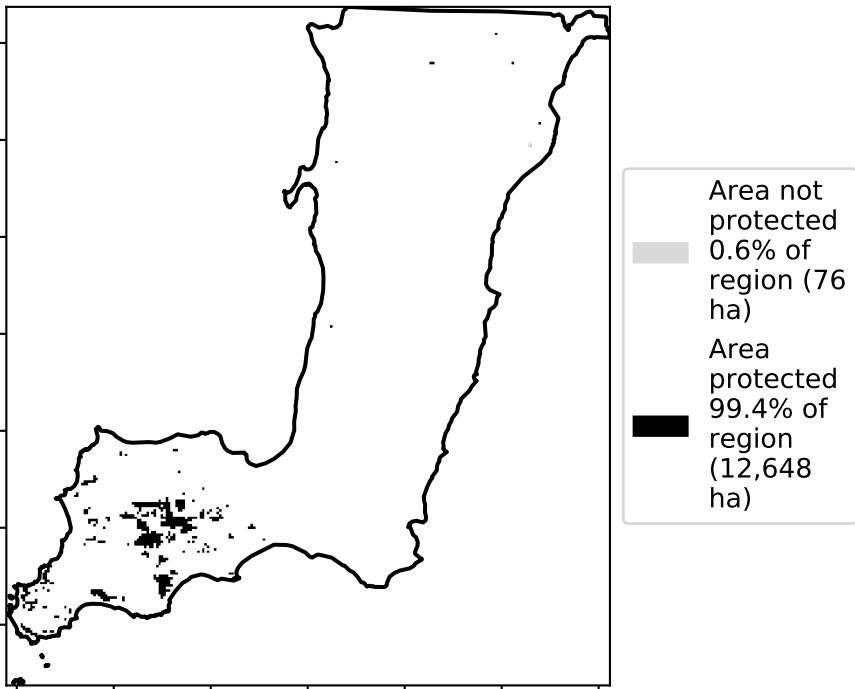 Area not
protected
0.6% of
region (76
ha)
Area
protected
99.4% of
region
(12,648
ha)